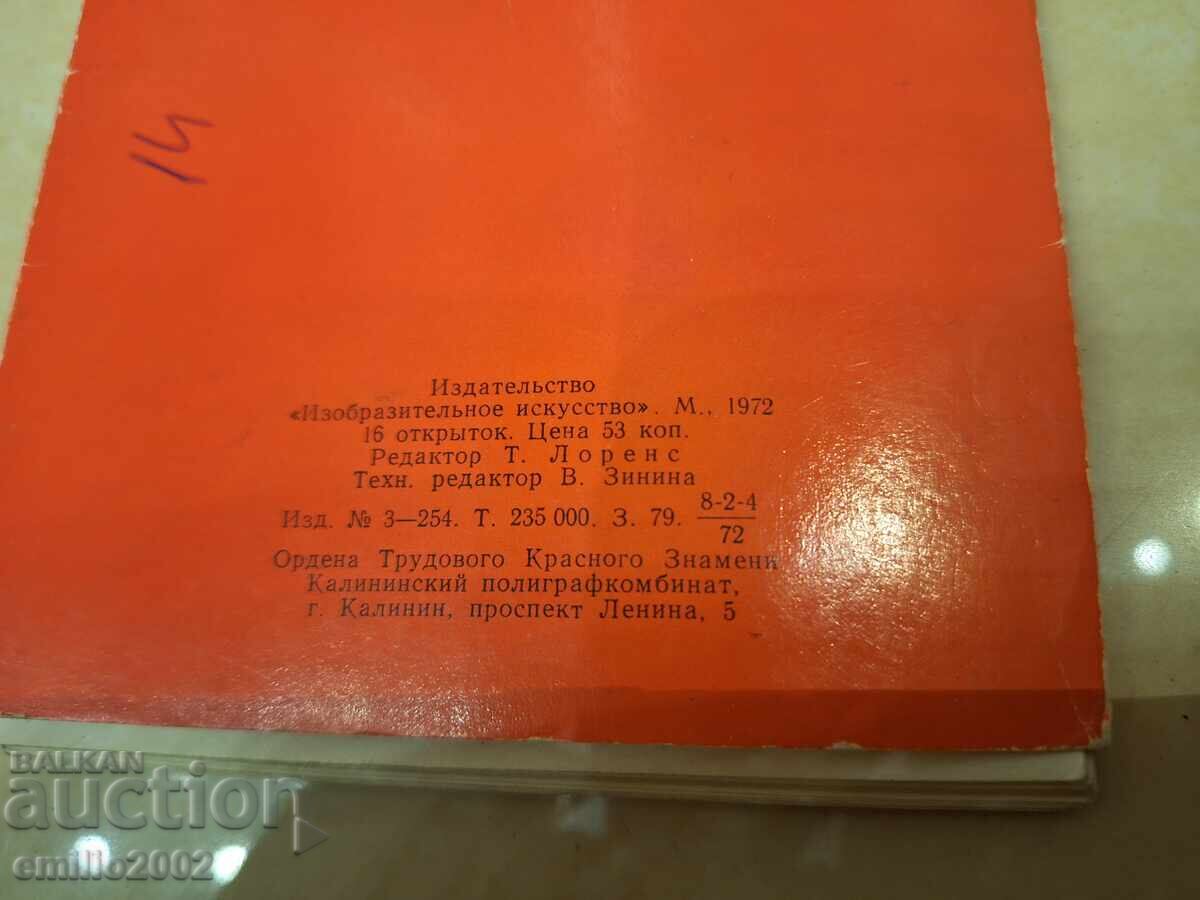 14
Издательство
«Изобразительное искусство». М., 1972
16 открыток. Цена 53 коп.
Редактор Т. Лоренс
Техн. редактор В. Зинина
Изд. № 3—254. Т. 235 000. З. 79. 8-2-4
72
Ордена Трудового Красного Знамени
Калининский полиграфкомбинат,
г. Калинин, проспект Ленина, 5
BALKAN
auction
emilio2002